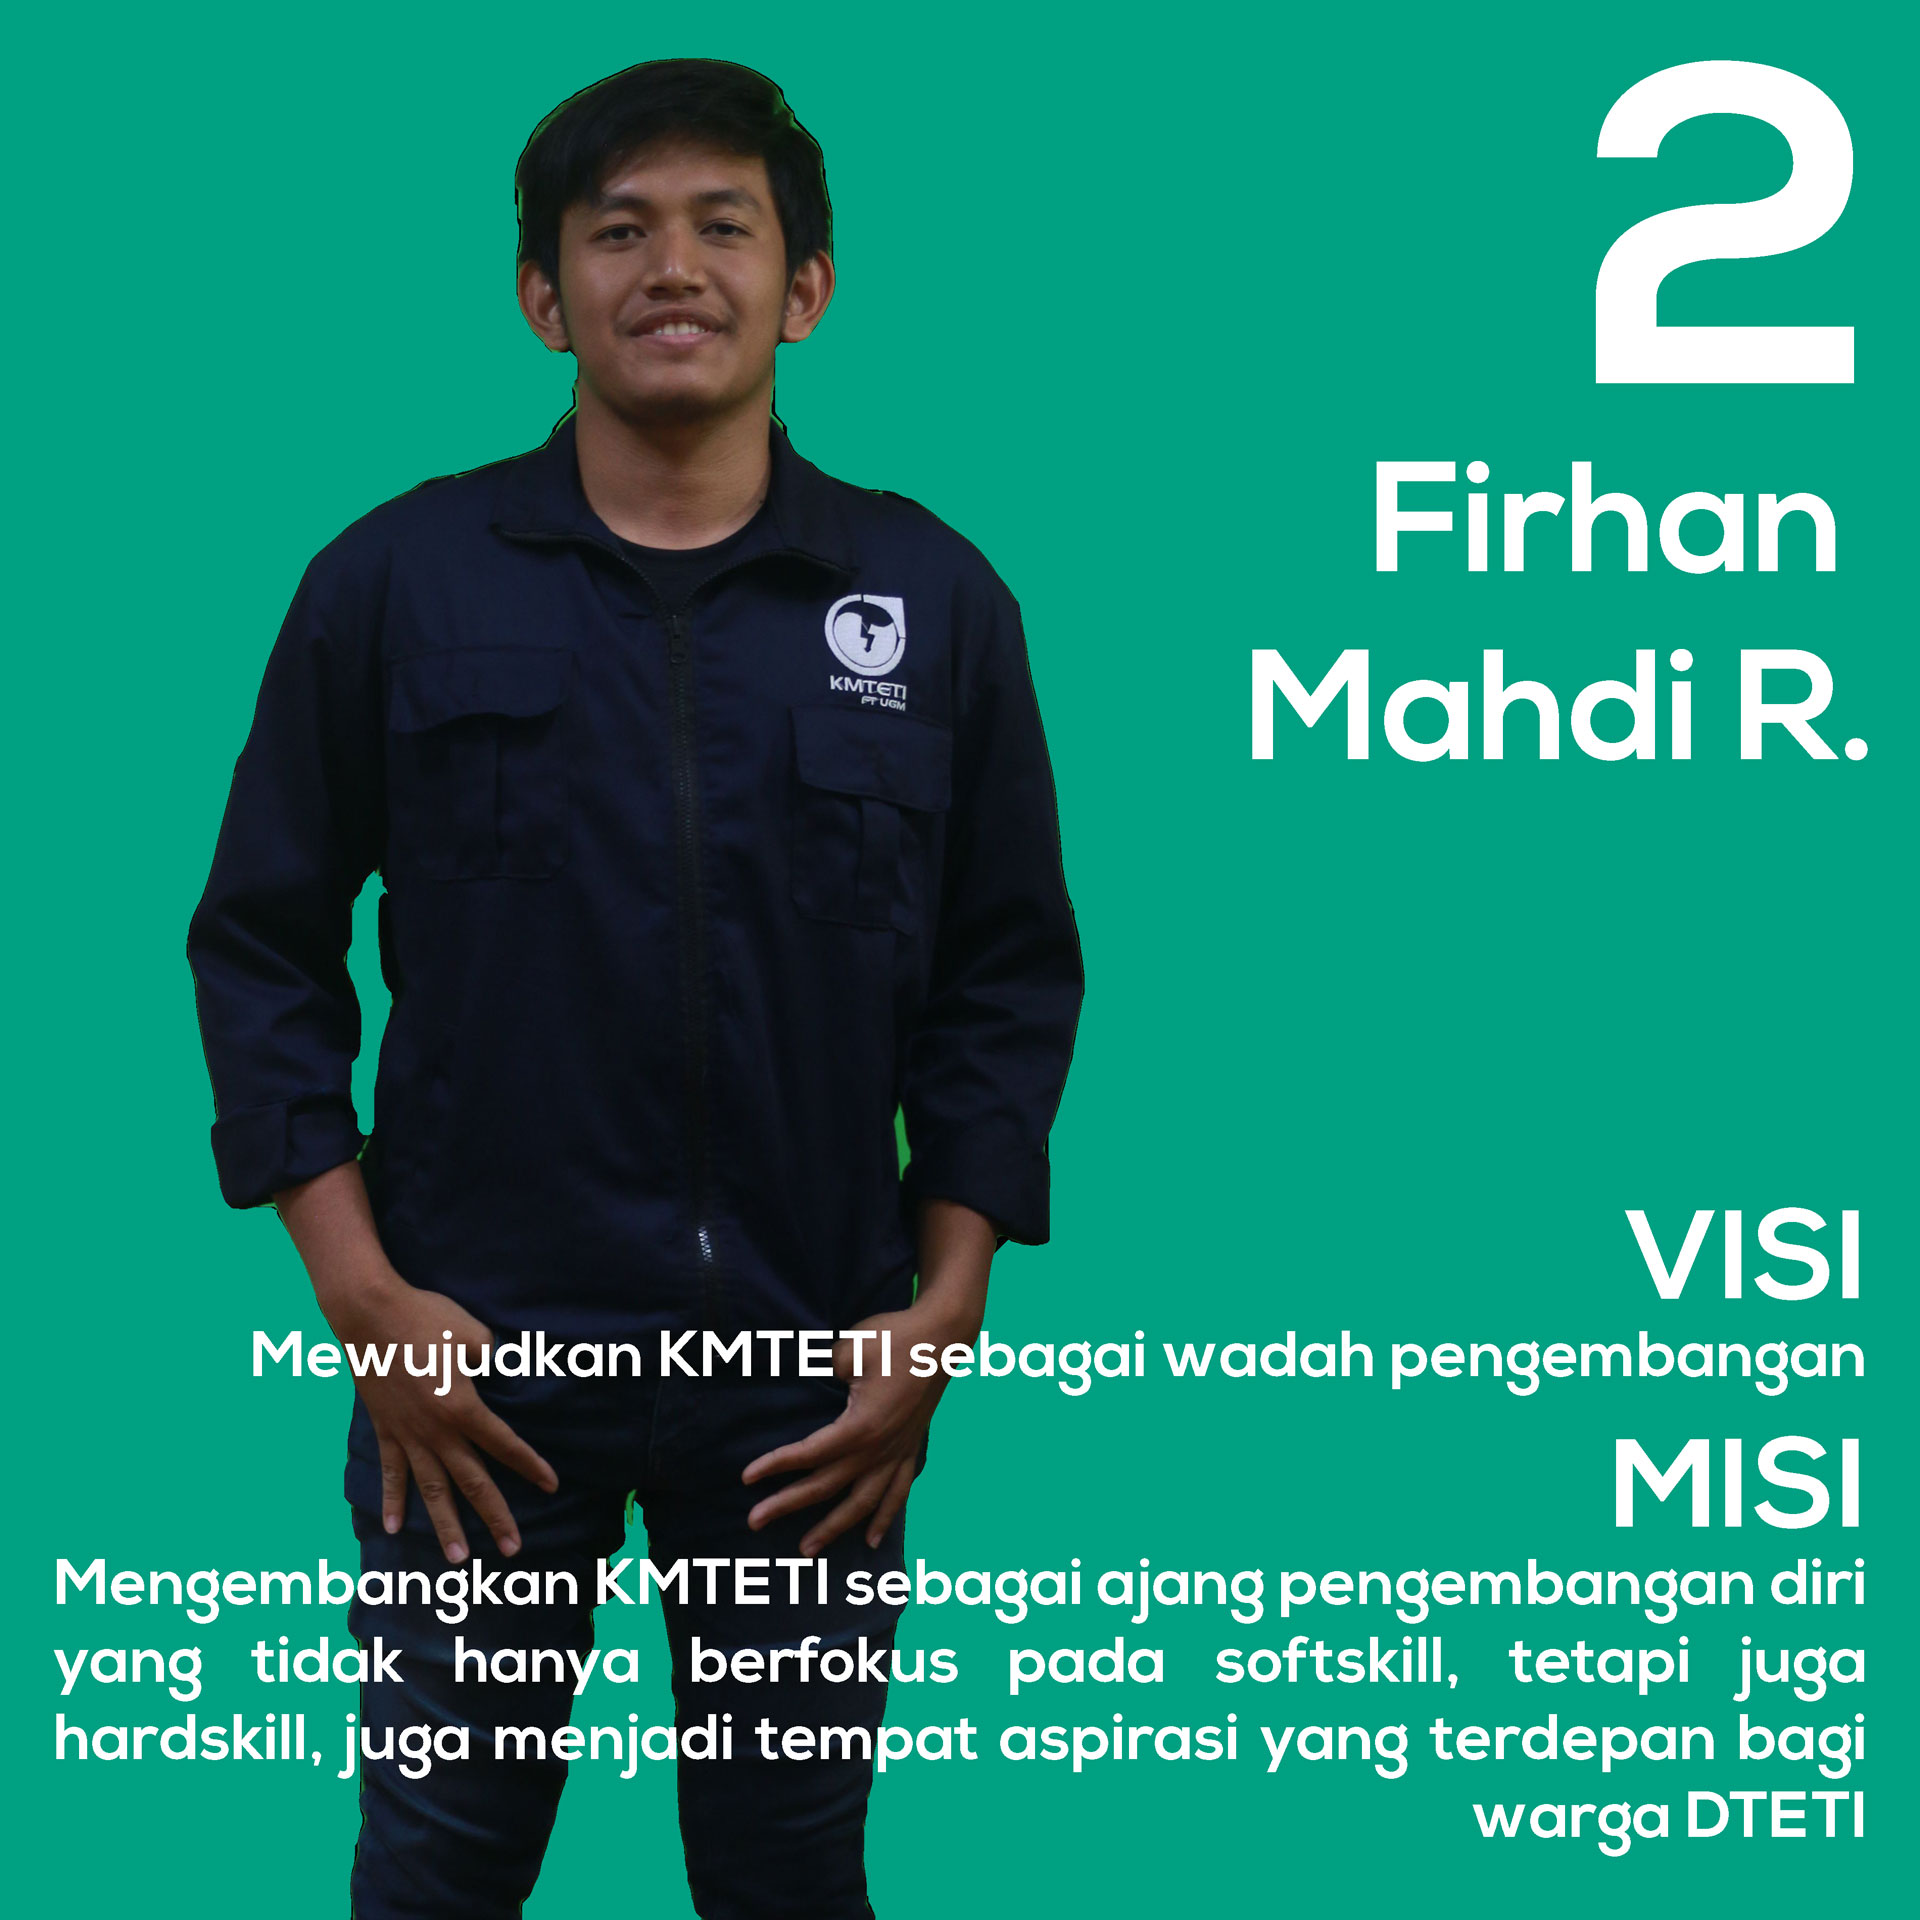 2
Firhan
Mahdi R.
KMTETI
FT UGM
VISI
Mewujudkan KMTETI sebagai wadah pengembangan
MISI
Mengembangkan KMTETI sebagai ajang pengembangan diri
yang tidak hanya berfokus pada softskill, tetapi juga
hardskill, juga menjadi tempat aspirasi yang terdepan bagi
warga DTETI